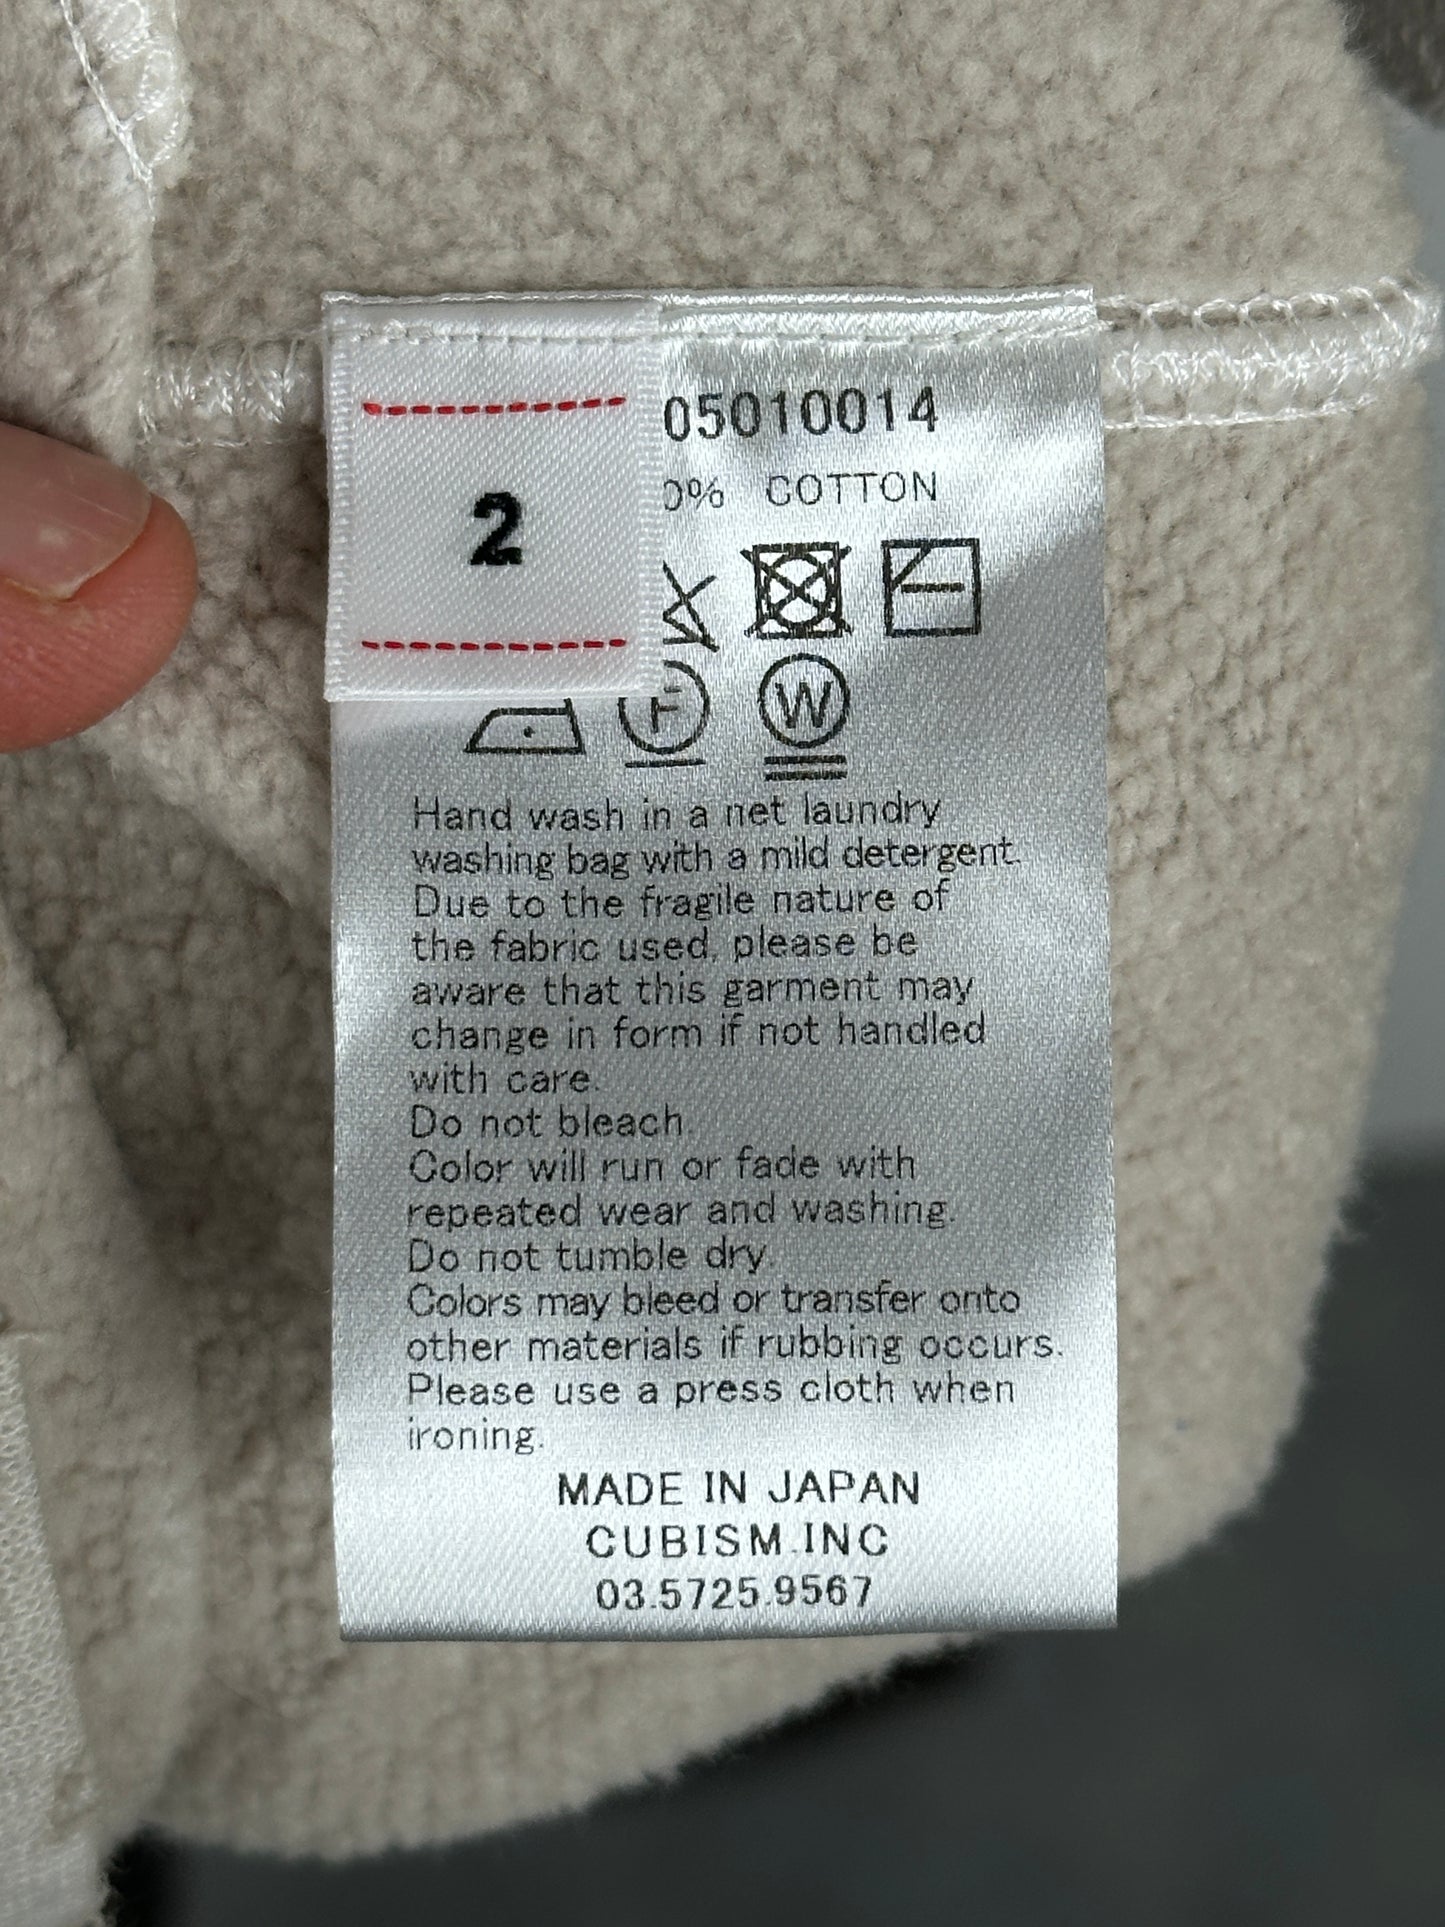 2
05010014
0% COTTON
F W
Hand wash in a net laundry
washing bag with a mild detergent.
Due to the fragile nature of
the fabric used, please be
aware that this garment may
change in form if not handled
with care.
Do not bleach.
Color will run or fade with
repeated wear and washing.
Do not tumble dry.
Colors may bleed or transfer onto
other materials if rubbing occurs.
Please use a press cloth when
ironing.
MADE IN JAPAN
CUBISM.INC
03.5725.9567